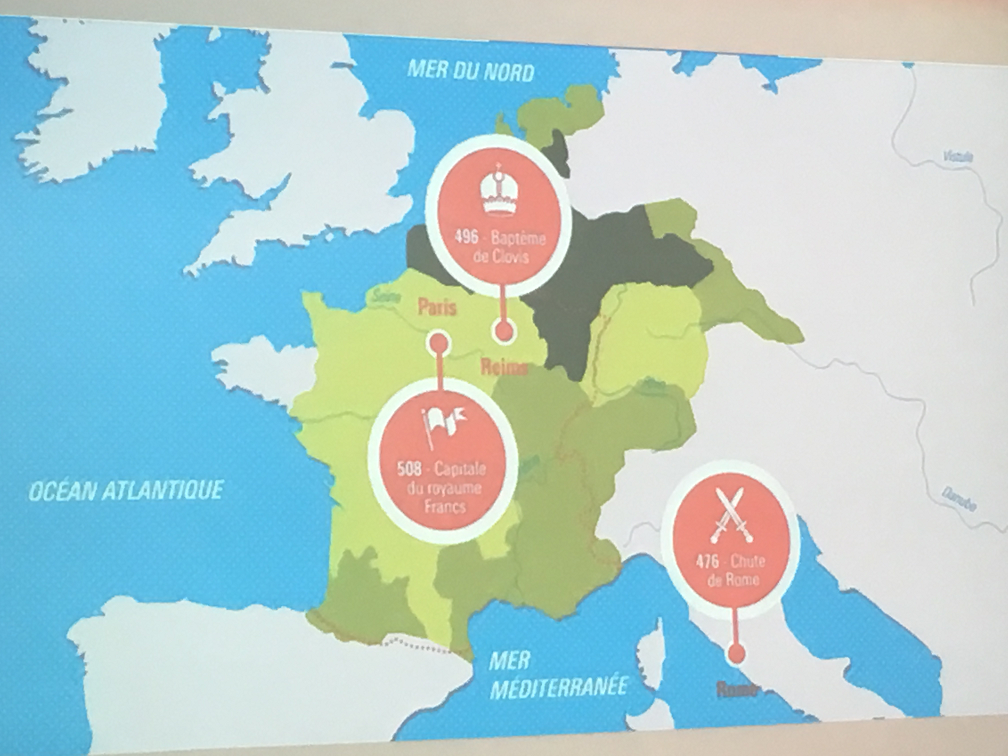 MER DU NORD
Vistule
496 - Baptême
de Clovis
Seine
Paris
Reims
OCÉAN ATLANTIQUE
508 - Capitale
du royaume
Francs
Danube
476 - Chute
de Rome
MER
MÉDITERRANÉE
Rome